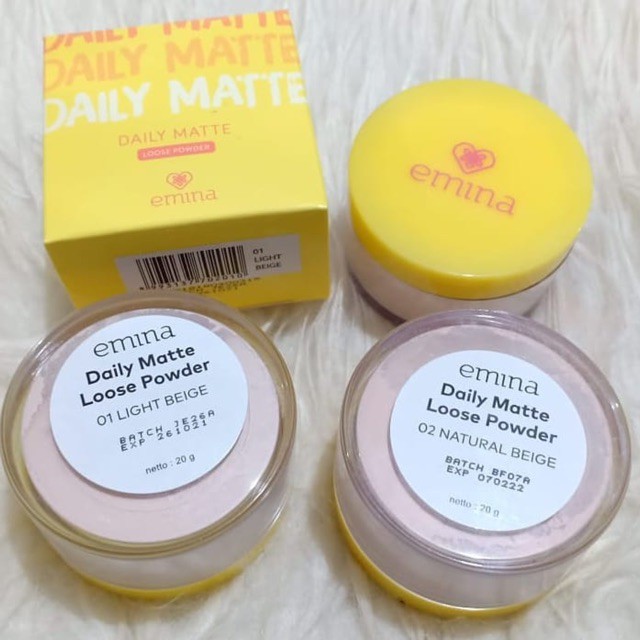 DAILY MATTE
DAILY MATTE
DAILY MATTE
DAILY MATTE
LOOSE POWDER
emina
01
LIGHT
BEIGE
emina
emina
Daily Matte
Loose Powder
01 LIGHT BEIGE
BATCH JE26A
EXP 261021
netto : 20 g
emina
Daily Matte
Loose Powder
02 NATURAL BEIGE
BATCH BF07A
EXP 070222
netto : 20 g